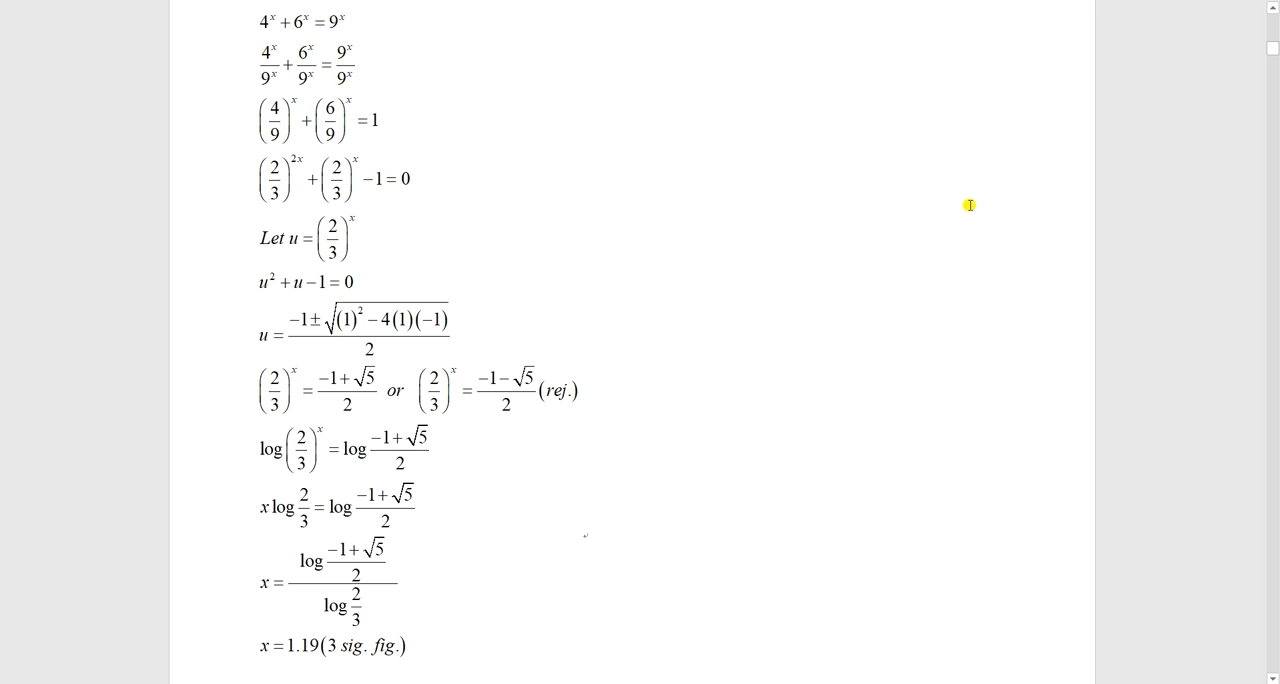 4^x + 6^x = 9^x
4^x/9^x + 6^x/9^x = 9^x/9^x
(4/9)^x + (6/9)^x = 1
(2/3)^2x + (2/3)^x − 1 = 0
Let u = (2/3)^x
u² + u − 1 = 0
u = (−1 ± √((1)² − 4(1)(−1)))/2
(2/3)^x = (−1 + √5)/2 or (2/3)^x = (−1 − √5)/2 (rej.)
log(2/3)^x = log (−1 + √5)/2
x log 2/3 = log (−1 + √5)/2
x = (log (−1 + √5)/2)/(log 2/3)
x = 1.19(3 sig. fig.)